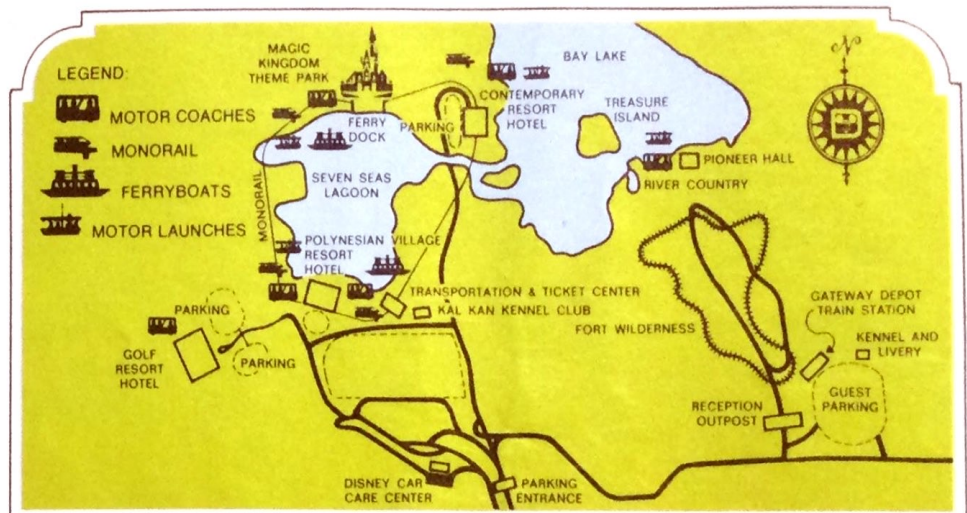 LEGEND:
MOTOR COACHES
MONORAIL
FERRYBOATS
MOTOR LAUNCHES
MAGIC
KINGDOM
THEME PARK
FERRY
DOCK
PARKING
CONTEMPORARY
RESORT
HOTEL
BAY LAKE
TREASURE
ISLAND
N
PIONEER HALL
RIVER COUNTRY
SEVEN SEAS
LAGOON
MONORAIL
POLYNESIAN VILLAGE
RESORT
HOTEL
TRANSPORTATION & TICKET CENTER
KAL KAN KENNEL CLUB
PARKING
GOLF
RESORT
HOTEL
PARKING
FORT WILDERNESS
GATEWAY DEPOT
TRAIN STATION
KENNEL AND
LIVERY
GUEST
PARKING
RECEPTION
OUTPOST
DISNEY CAR
CARE CENTER
PARKING
ENTRANCE